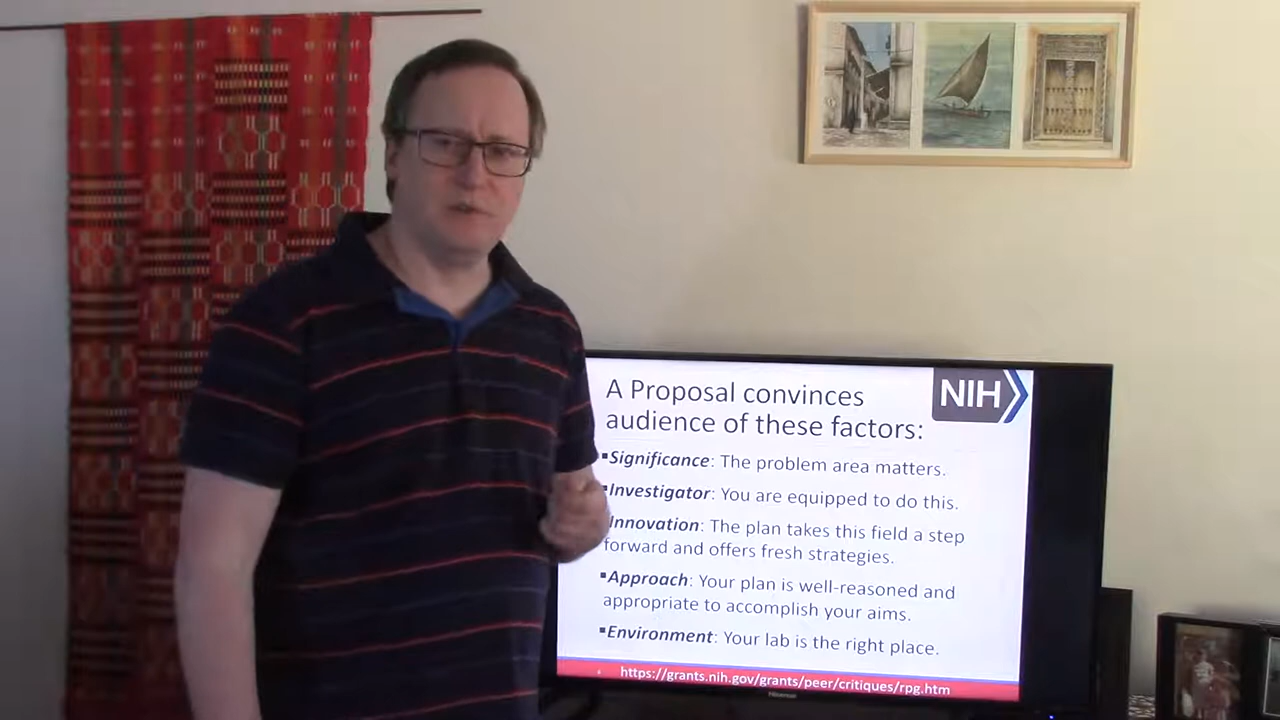 A Proposal convinces
audience of these factors:
NIH
▪Significance: The problem area matters.
▪Investigator: You are equipped to do this.
Innovation: The plan takes this field a step
forward and offers fresh strategies.
▪Approach: Your plan is well-reasoned and
appropriate to accomplish your aims.
▪Environment: Your lab is the right place.
https://grants.nih.gov/grants/peer/critiques/rpg.htm
Hisense